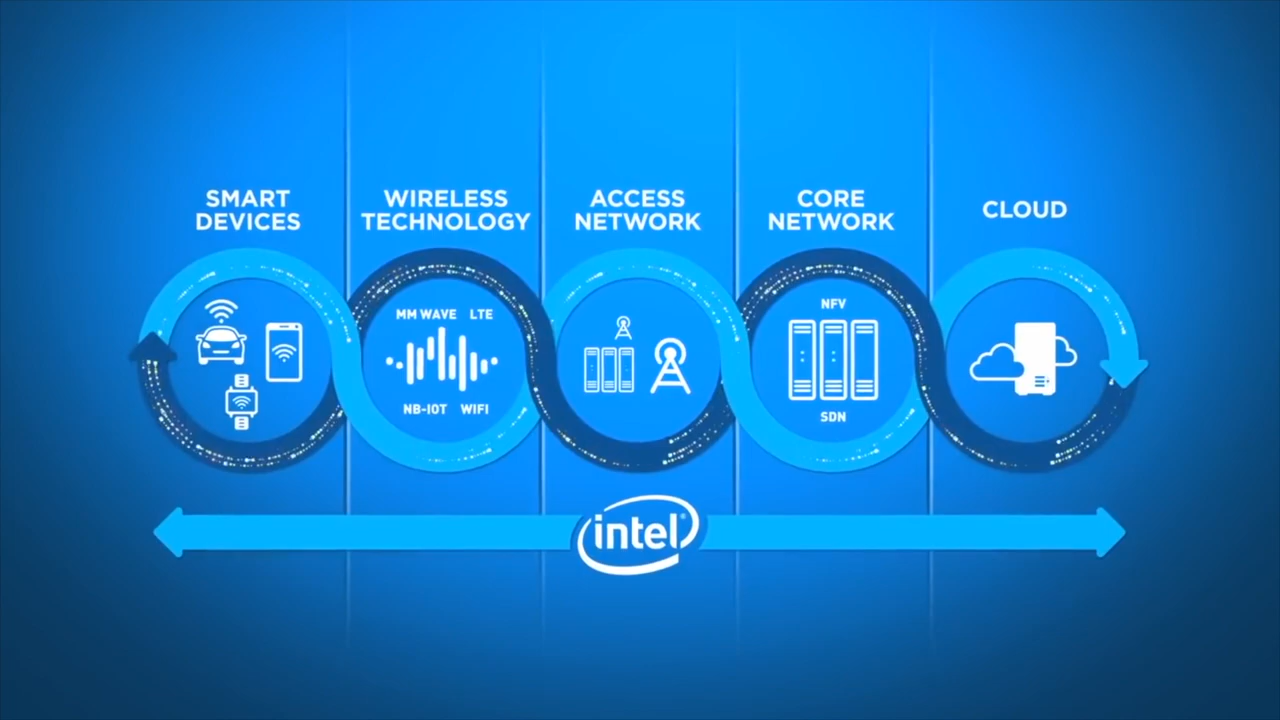 SMART
DEVICES
WIRELESS
TECHNOLOGY
ACCESS
NETWORK
CORE
NETWORK
CLOUD
MM WAVE LTE
NB-IOT WIFI
NFV
SDN
intel®